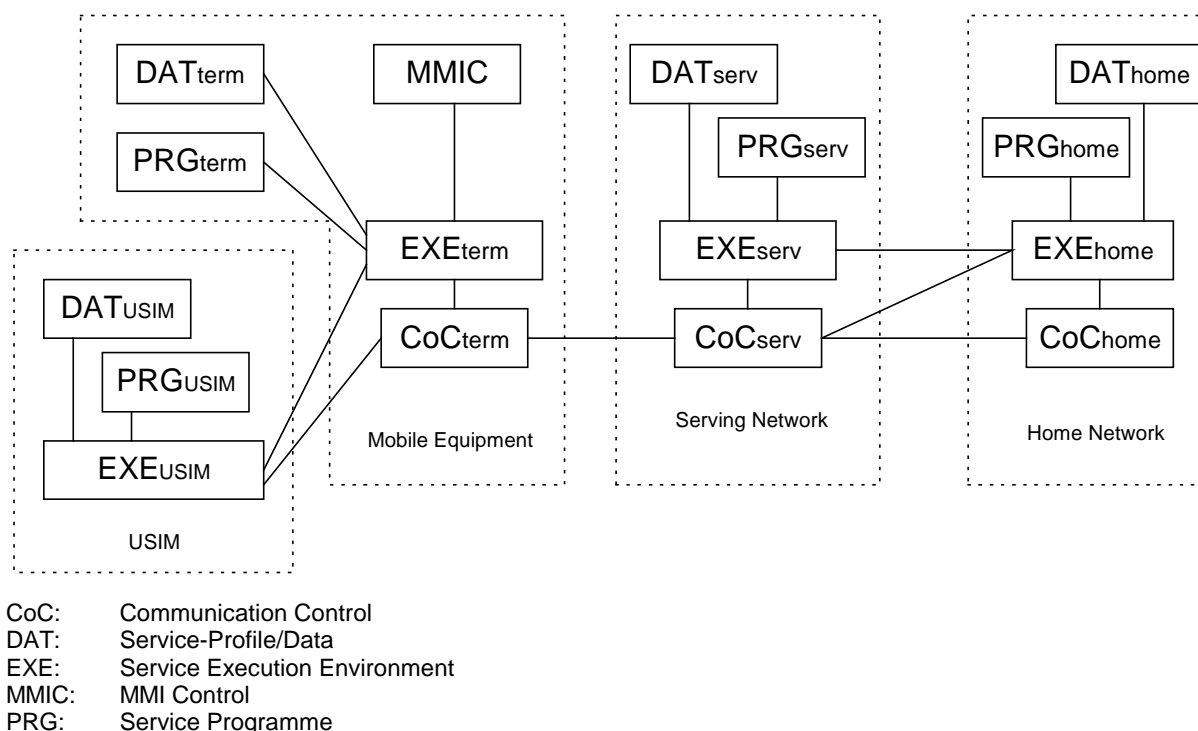 DATterm
MMIC
DATserv
DAThome
PRGterm
PRGserv
PRGhome
EXEterm
EXEserv
EXEhome
DATUSIM
CoCterm
CoCserv
CoChome
PRGUSIM
Mobile Equipment
Serving Network
Home Network
EXEUSIM
USIM
CoC: Communication Control
DAT: Service-Profile/Data
EXE: Service Execution Environment
MMIC: MMI Control
PRG: Service Programme